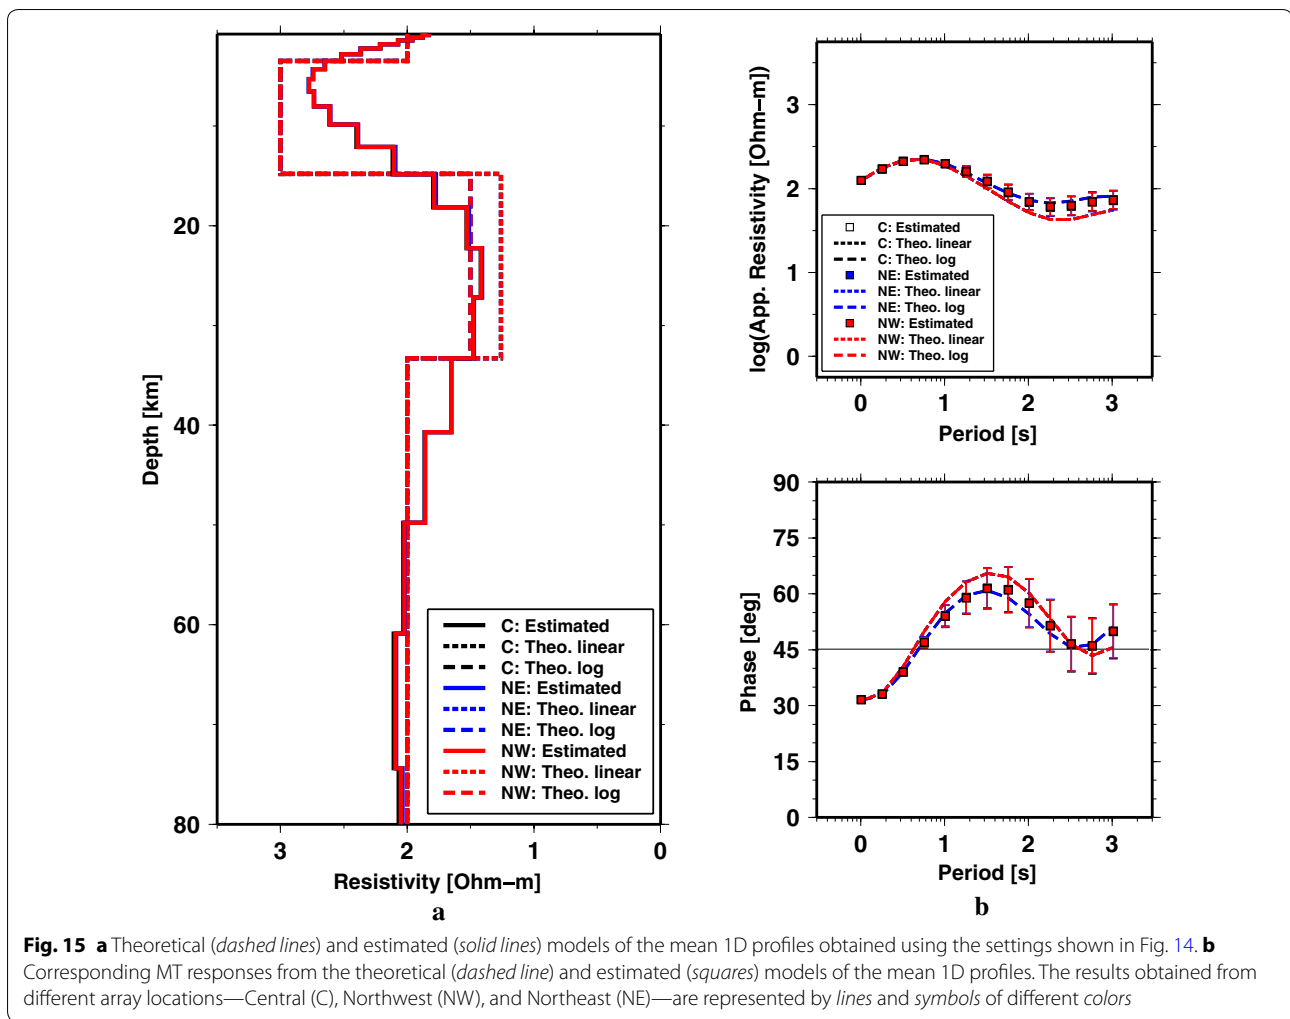 20
40
60
80
Depth [km]
3
2
1
0
Resistivity [Ohm–m]
C: Estimated
C: Theo. linear
C: Theo. log
NE: Estimated
NE: Theo. linear
NE: Theo. log
NW: Estimated
NW: Theo. linear
NW: Theo. log
a
3
2
1
0
log(App. Resistivity [Ohm–m])
C: Estimated
C: Theo. linear
C: Theo. log
NE: Estimated
NE: Theo. linear
NE: Theo. log
NW: Estimated
NW: Theo. linear
NW: Theo. log
0
1
2
3
Period [s]
90
75
60
45
30
15
0
Phase [deg]
0
1
2
3
Period [s]
b
Fig. 15 a Theoretical (dashed lines) and estimated (solid lines) models of the mean 1D profiles obtained using the settings shown in Fig. 14. b
Corresponding MT responses from the theoretical (dashed line) and estimated (squares) models of the mean 1D profiles. The results obtained from
different array locations—Central (C), Northwest (NW), and Northeast (NE)—are represented by lines and symbols of different colors